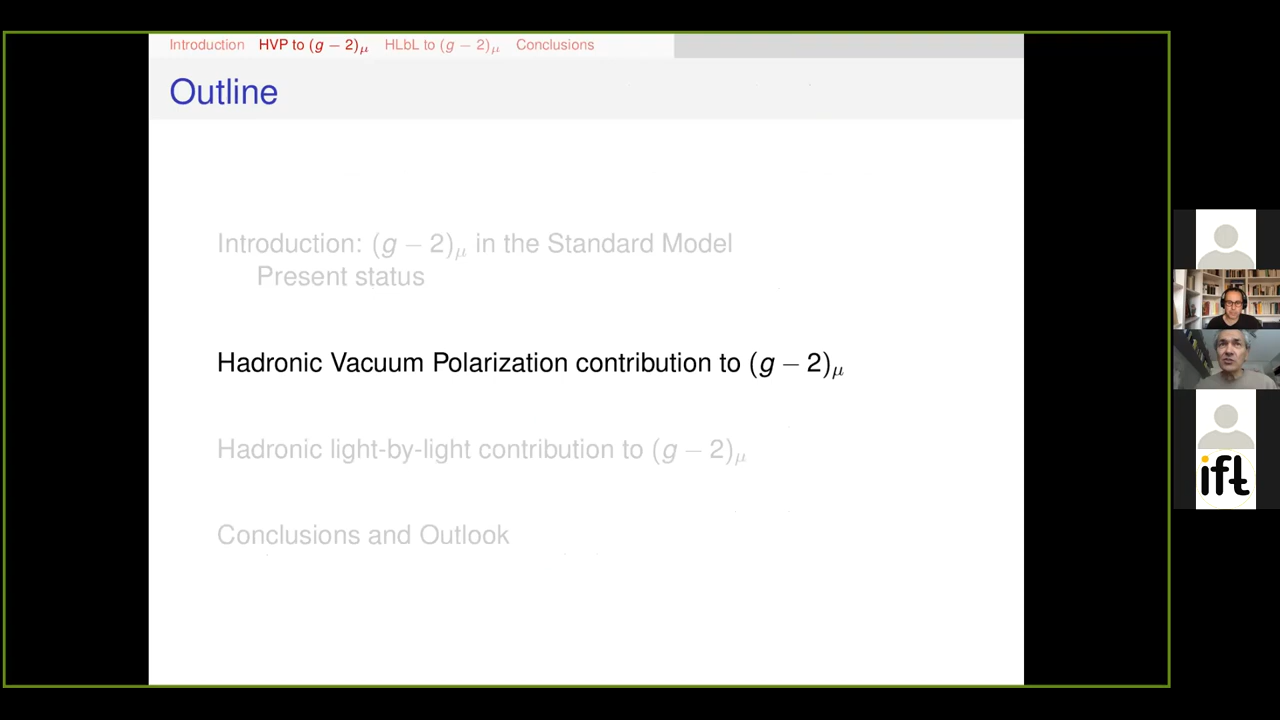 Introduction HVP to (g − 2)μ HLbL to (g − 2)μ Conclusions
Outline
Introduction: (g − 2)μ in the Standard Model
Present status
Hadronic Vacuum Polarization contribution to (g − 2)μ
Hadronic light-by-light contribution to (g − 2)μ
Conclusions and Outlook
ift